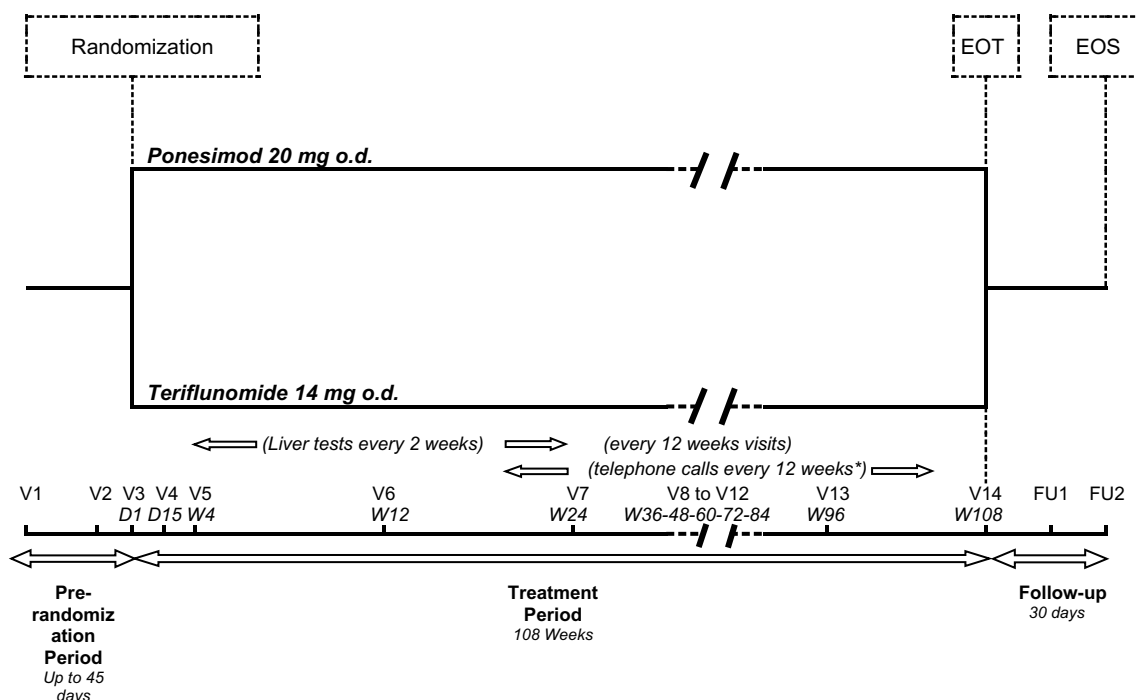 Randomization
EOT
EOS
Ponesimod 20 mg o.d.
Teriflunomide 14 mg o.d.
(Liver tests every 2 weeks)
(every 12 weeks visits)
(telephone calls every 12 weeks*)
V1 V2 V3 V4 V5 V6 V7 V8 to V12 V13 V14 FU1 FU2
D1 D15 W4 W12 W24 W36-48-60-72-84 W96 W108
Pre-
randomiz
ation
Period
Up to 45
days
Treatment
Period
108 Weeks
Follow-up
30 days